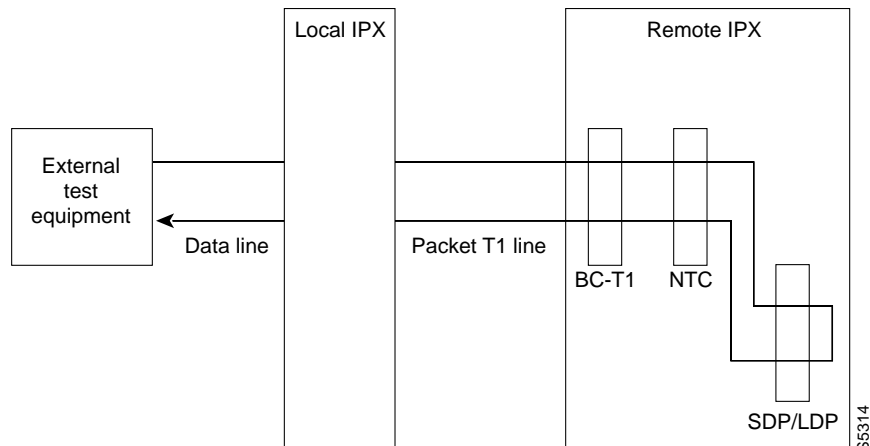 Local IPX
Remote IPX
External
test
equipment
Data line
Packet T1 line
BC-T1
NTC
SDP/LDP
S5314